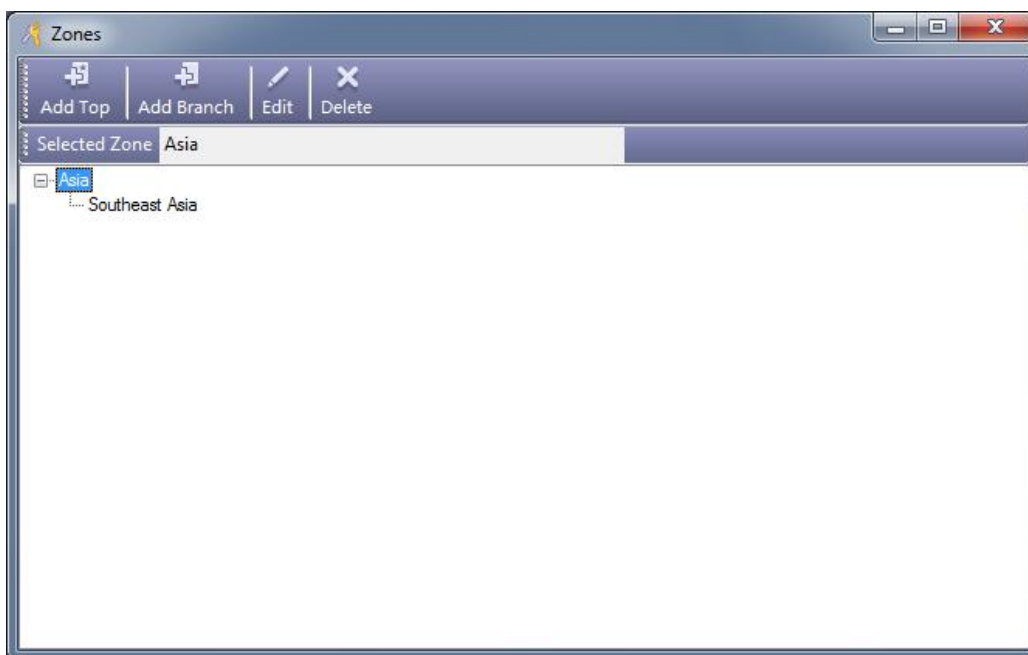 Zones
Add Top Add Branch Edit Delete
Selected Zone Asia
Asia
Southeast Asia